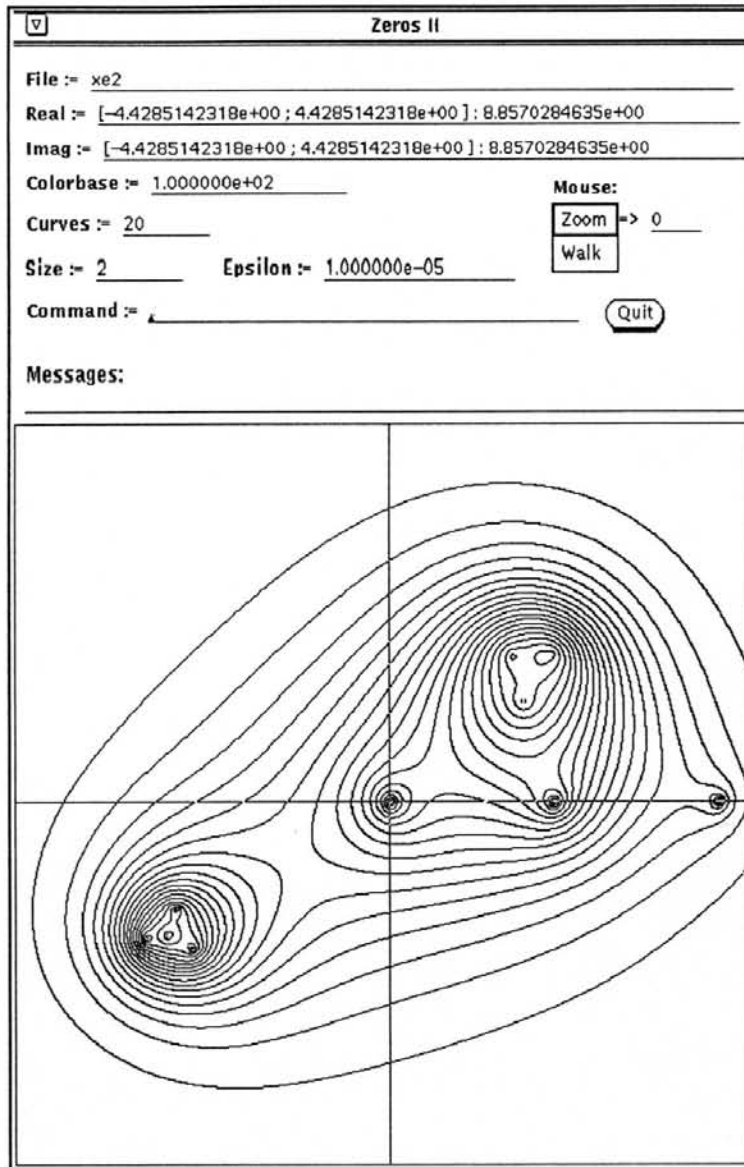 Zeros II
File := xe2
Real := [-4.4285142318e+00 ; 4.4285142318e+00 ] : 8.8570284635e+00
Imag := [-4.4285142318e+00 ; 4.4285142318e+00 ] : 8.8570284635e+00
Colorbase := 1.000000e+02
Mouse:
Curves := 20
Zoom => 0
Walk
Size := 2 Epsilon := 1.000000e-05
Command :=
Quit
Messages: